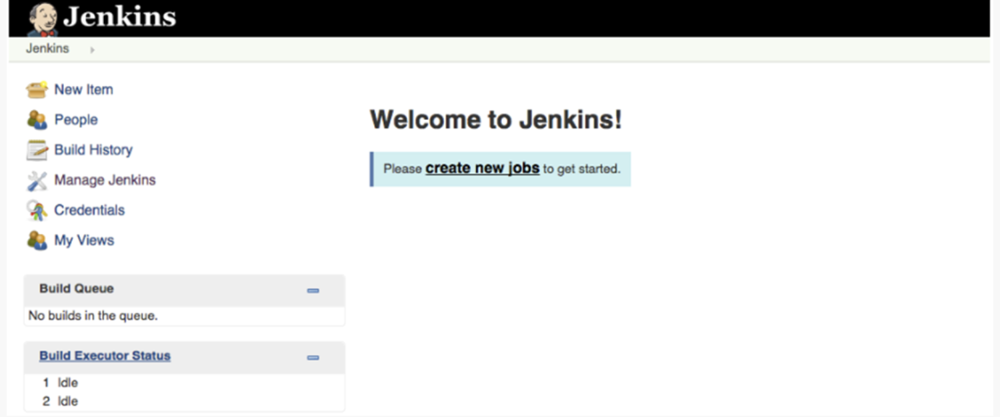 Jenkins
Jenkins
New Item
People
Build History
Manage Jenkins
Credentials
My Views
Welcome to Jenkins!
Please create new jobs to get started.
Build Queue
No builds in the queue.
Build Executor Status
1 Idle
2 Idle